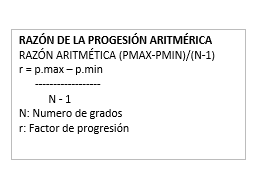 RAZÓN DE LA PROGESIÓN ARITMÉRICA
RAZÓN ARITMÉTICA (PMAX-PMIN)/(N-1)
r = p.max – p.min
------------------
N - 1
N: Numero de grados
r: Factor de progresión